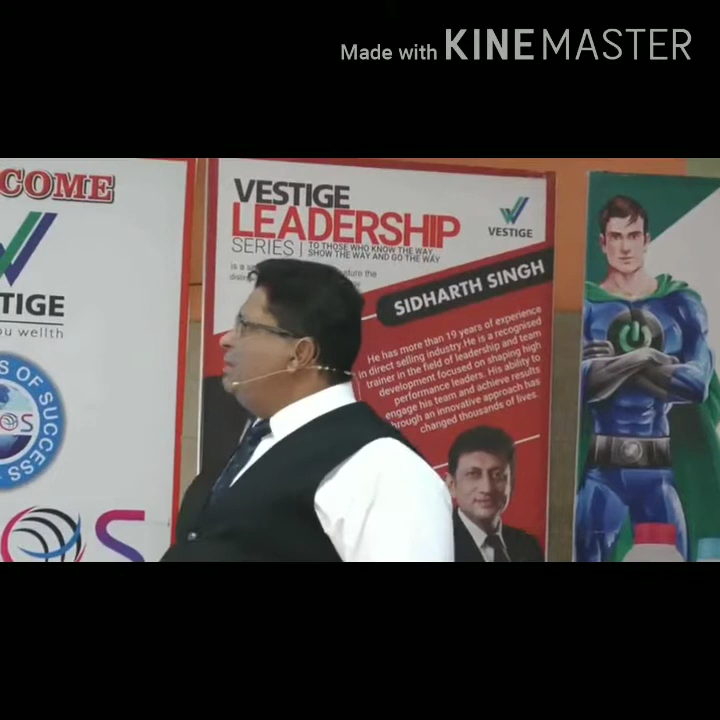 Made with KINEMASTER
COME
TIGE
ou wellth
S OF SUCCESS
OS
VESTIGE
LEADERSHIP
SERIES | TO THOSE WHO KNOW THE WAY
SHOW THE WAY AND GO THE WAY
is a
ature the
VESTIGE
SIDHARTH SINGH
He has more than 19 years of experience
in direct selling industry.He is a recognised
trainer in the field of leadership and team
development focused on shaping high
performance leaders. His ability to
engage his team and achieve results
through an innovative approach has
changed thousands of lives.